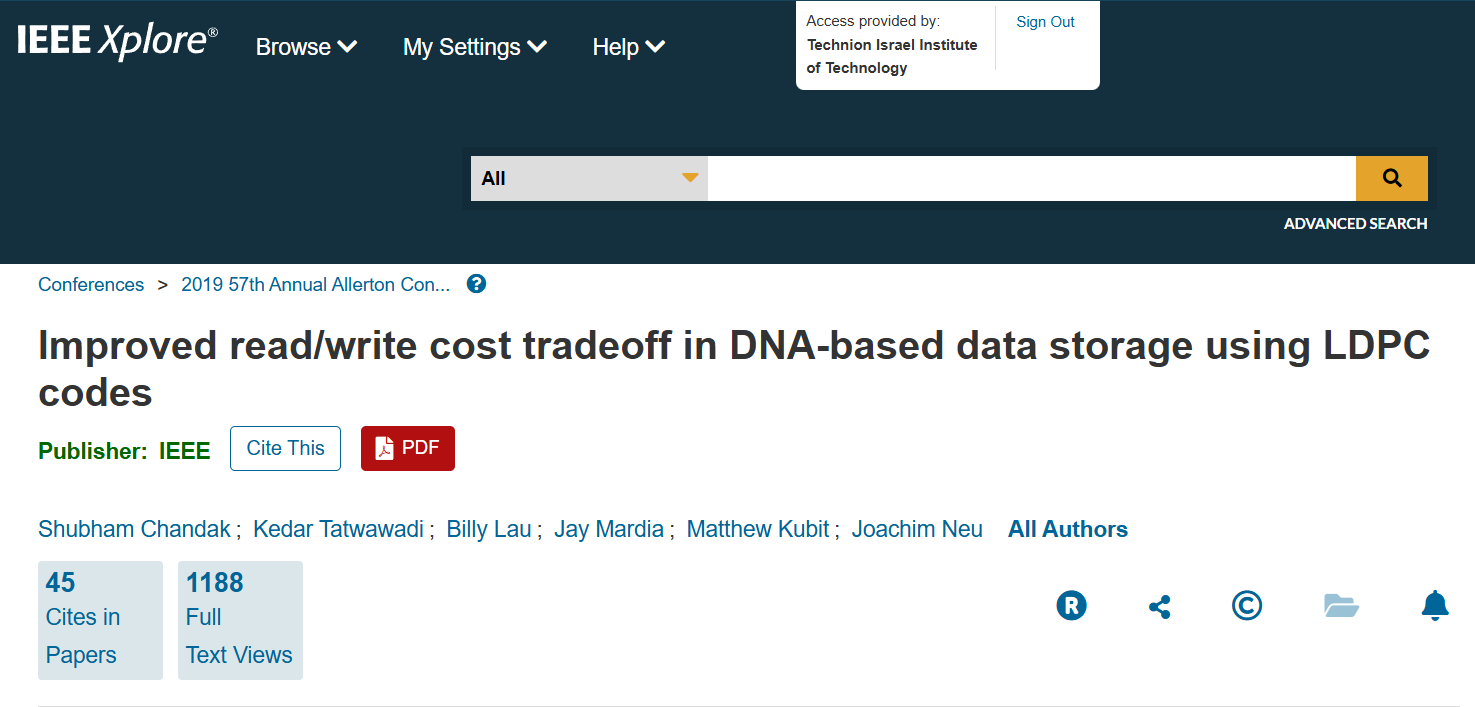 IEEE Xplore®
Browse
My Settings
Help
Access provided by:
Technion Israel Institute
of Technology
Sign Out
All
ADVANCED SEARCH
Conferences > 2019 57th Annual Allerton Con... ?
Improved read/write cost tradeoff in DNA-based data storage using LDPC
codes
Publisher: IEEE
Cite This
PDF
Shubham Chandak ; Kedar Tatwawadi ; Billy Lau ; Jay Mardia ; Matthew Kubit ; Joachim Neu All Authors
45
Cites in
Papers
1188
Full
Text Views
R
©